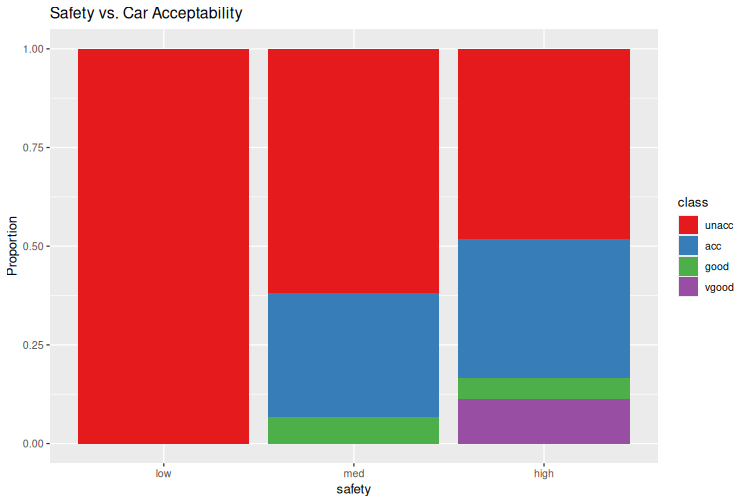 Safety vs. Car Acceptability
1.00
0.75
0.50
0.25
0.00
Proportion
low
med
high
safety
class
unacc
acc
good
vgood